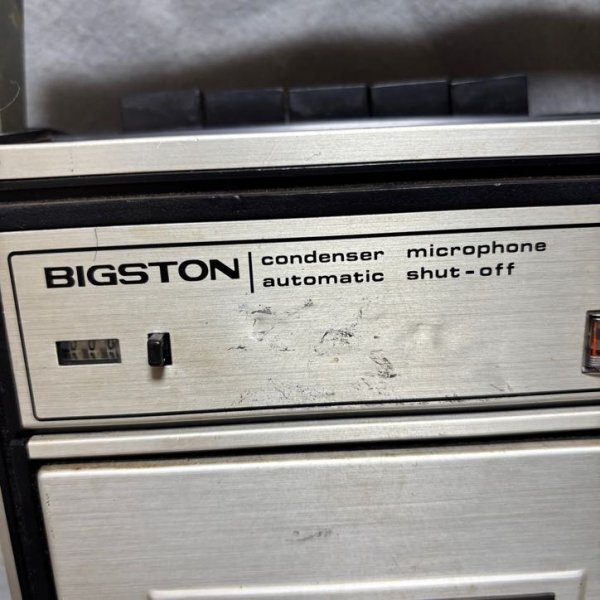 BIGSTON
condenser microphone
automatic shut-off